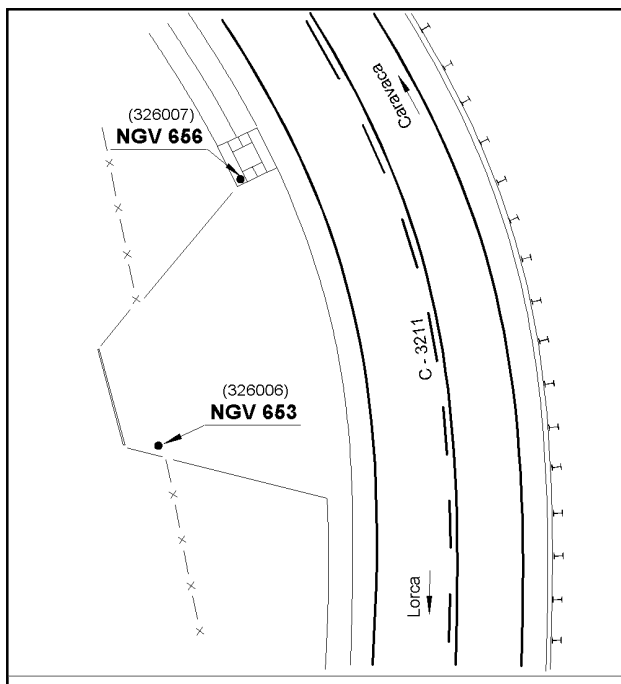 (326007)
NGV 656
Caravaca
C - 3211
(326006)
NGV 653
Lorca